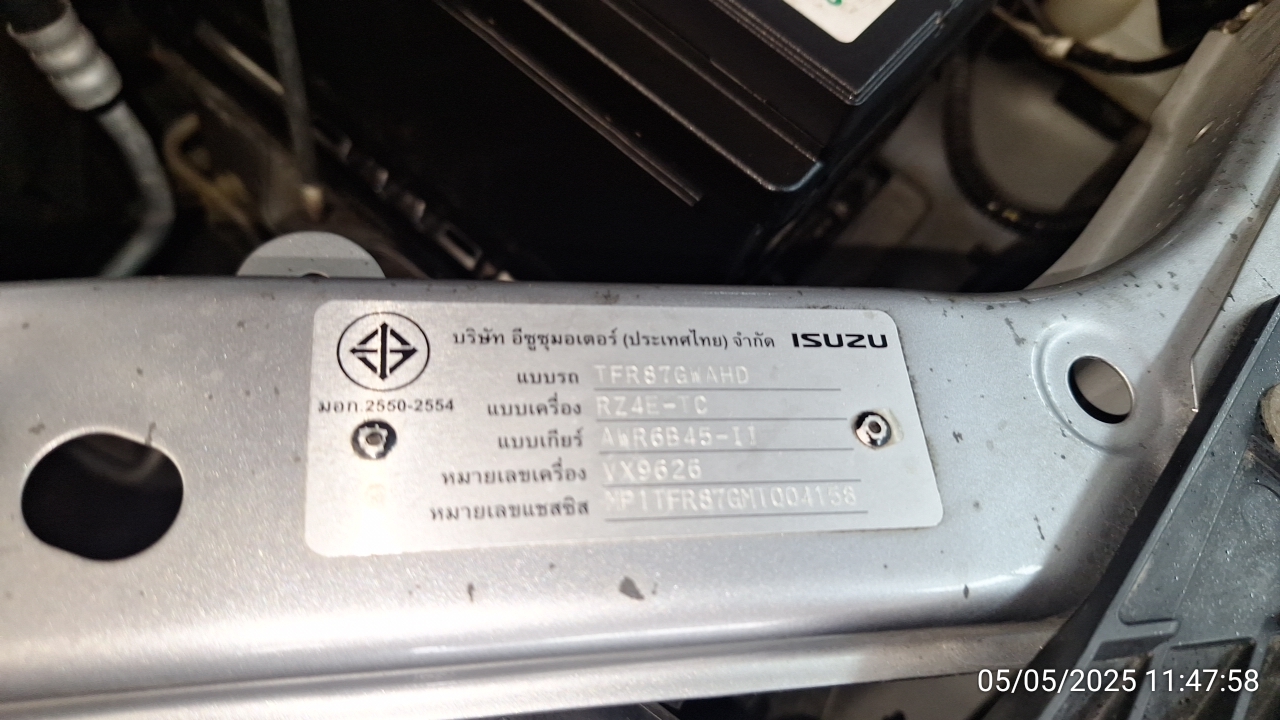 บริษัท อีซูซุมอเตอร์ (ประเทศไทย) จำกัด ISUZU
มอก.2550-2554
แบบรถ TFR87GWAHD
แบบเครื่อง RZ4E-TC
แบบเกียร์ AWR6B45-II
หมายเลขเครื่อง VX9626
หมายเลขแชสซิส MP1TFR87GMT004158
05/05/2025 11:47:58